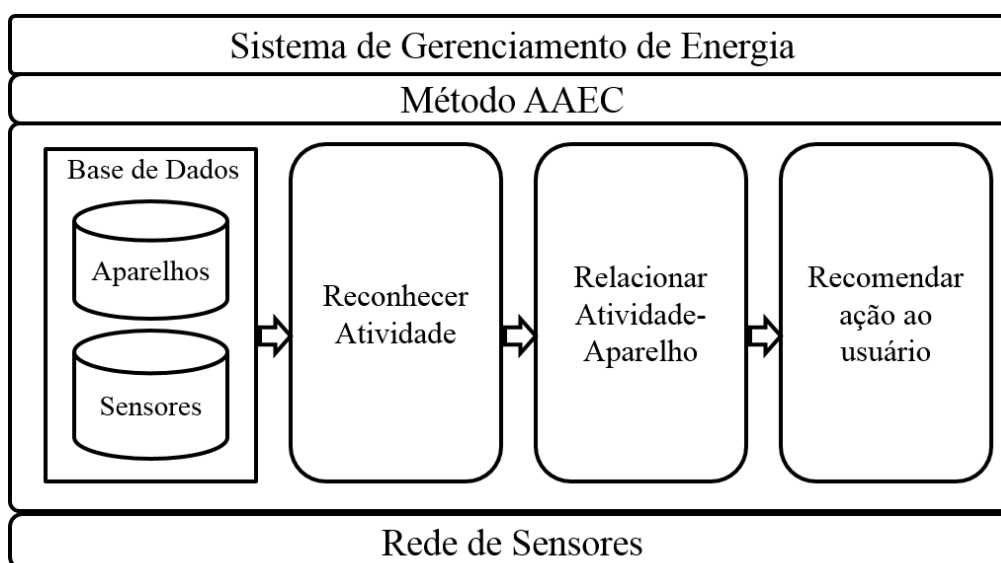 Sistema de Gerenciamento de Energia
Método AAEC
Base de Dados
Aparelhos
Sensores
Reconhecer
Atividade
Relacionar
Atividade-
Aparelho
Recomendar
ação ao
usuário
Rede de Sensores